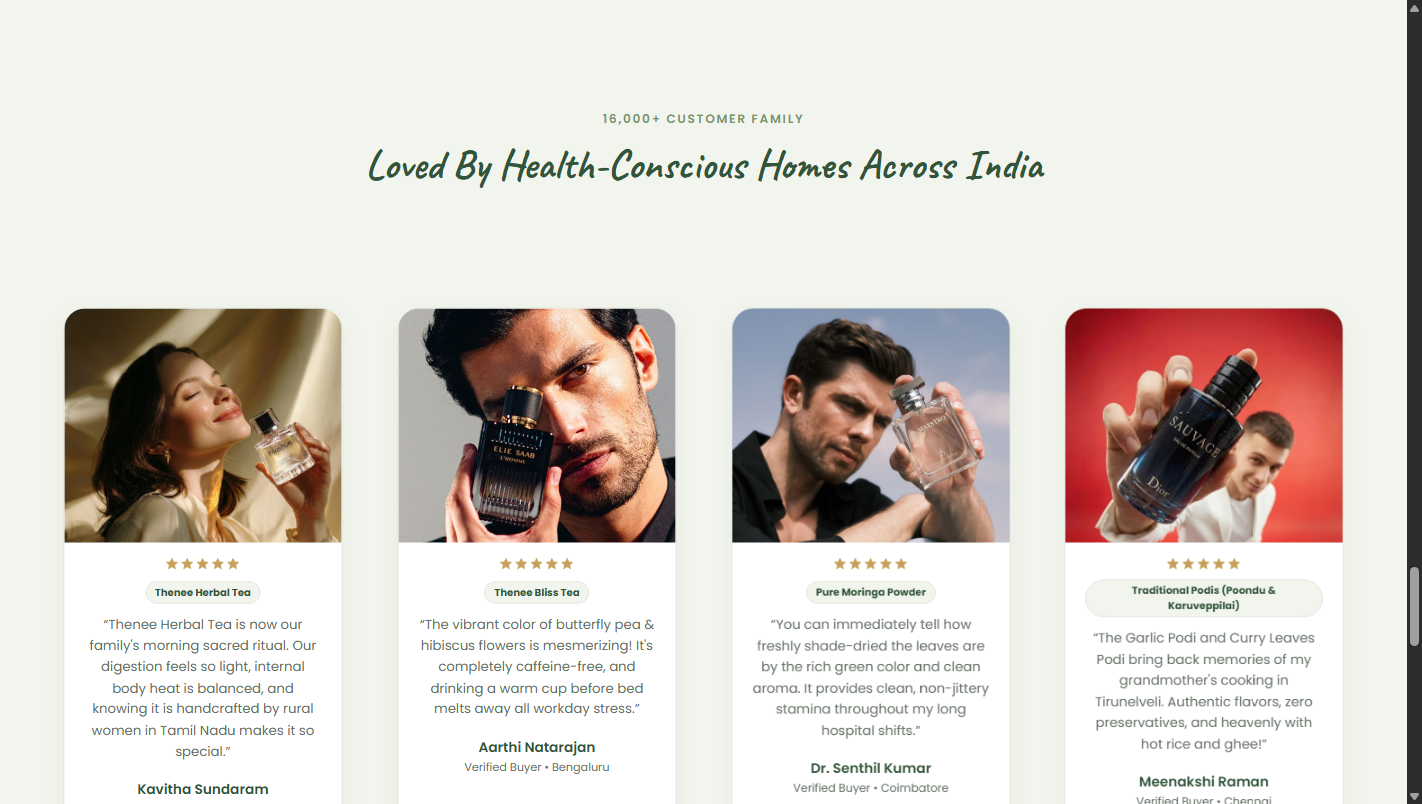 16,000+ CUSTOMER FAMILY
Loved By Health-Conscious Homes Across India
ELIE SAAB
L'HOMME
SAUVAGE
Dior
Thenee Herbal Tea
“Thenee Herbal Tea is now our
family's morning sacred ritual. Our
digestion feels so light, internal
body heat is balanced, and
knowing it is handcrafted by rural
women in Tamil Nadu makes it so
special.”
Kavitha Sundaram
Thenee Bliss Tea
“The vibrant color of butterfly pea &
hibiscus flowers is mesmerizing! It's
completely caffeine-free, and
drinking a warm cup before bed
melts away all workday stress.”
Aarthi Natarajan
Verified Buyer • Bengaluru
Pure Moringa Powder
“You can immediately tell how
freshly shade-dried the leaves are
by the rich green color and clean
aroma. It provides clean, non-jittery
stamina throughout my long
hospital shifts.”
Dr. Senthil Kumar
Verified Buyer • Coimbatore
Traditional Podis (Poondu &
Karuveppilai)
“The Garlic Podi and Curry Leaves
Podi bring back memories of my
grandmother's cooking in
Tirunelveli. Authentic flavors, zero
preservatives, and heavenly with
hot rice and ghee!”
Meenakshi Raman
Verified Buyer • Chennai